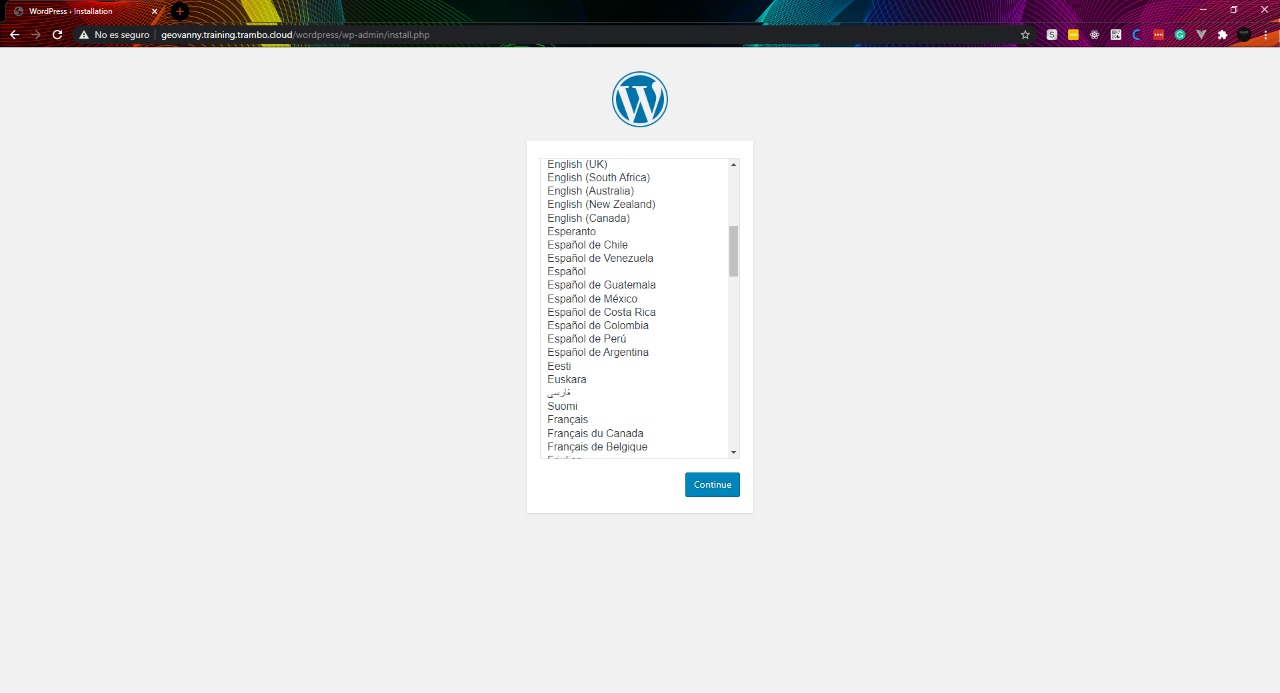 WordPress › Installation
No es seguro
geovanny.training.trambo.cloud/wordpress/wp-admin/install.php
English (UK)
English (South Africa)
English (Australia)
English (New Zealand)
English (Canada)
Esperanto
Español de Chile
Español de Venezuela
Español
Español de Guatemala
Español de México
Español de Costa Rica
Español de Colombia
Español de Perú
Español de Argentina
Eesti
Euskara
فارسی
Suomi
Français
Français du Canada
Français de Belgique
Continue